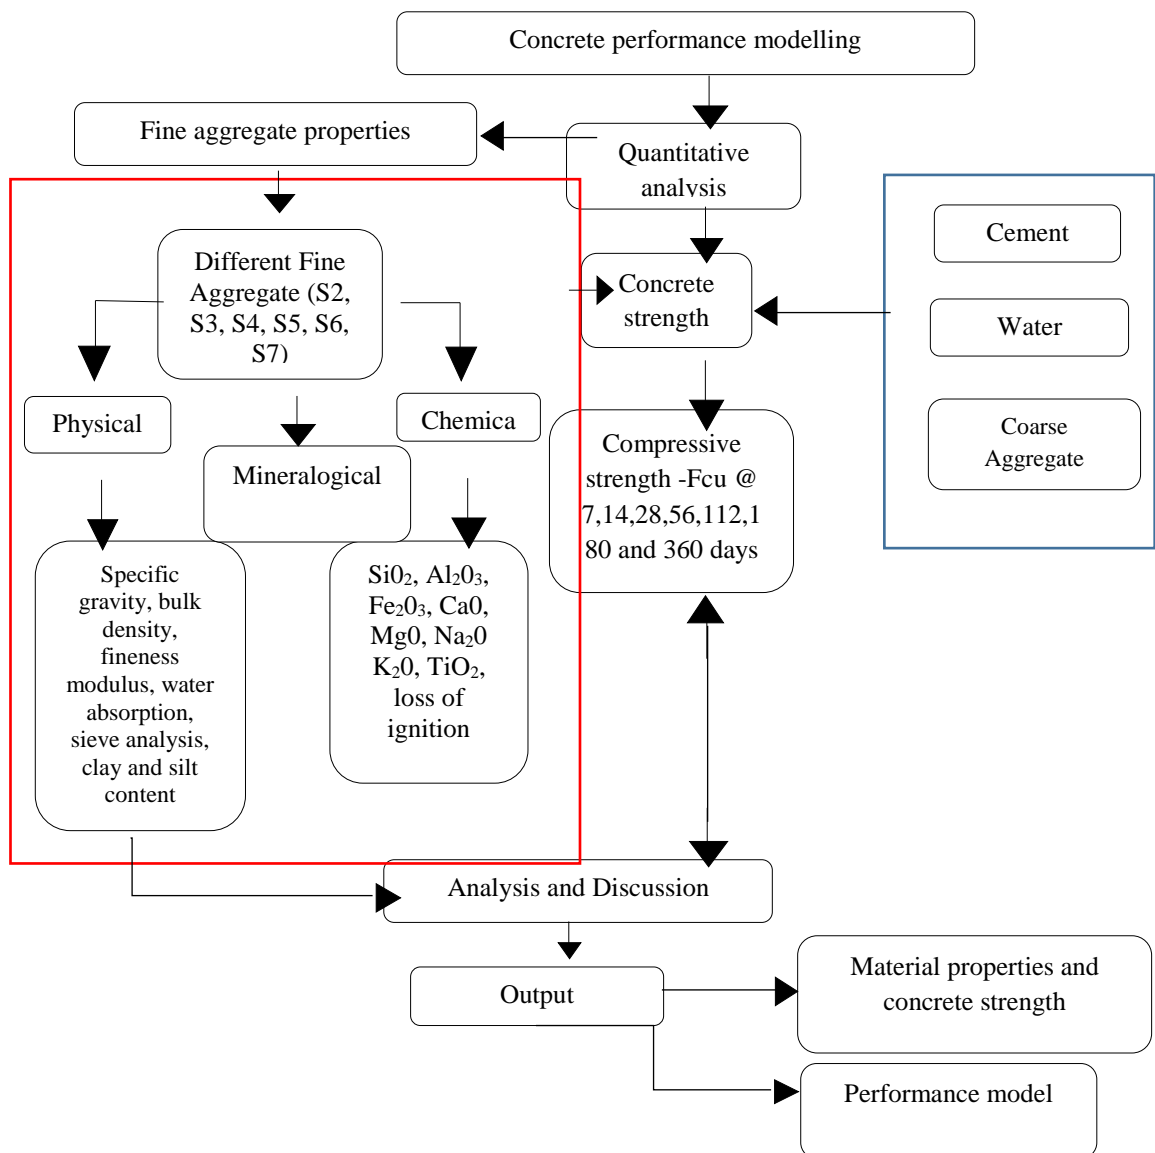 Concrete performance modelling
Fine aggregate properties
Quantitative
analysis
Different Fine
Aggregate (S2,
S3, S4, S5, S6,
S7)
Concrete
strength
Cement
Water
Coarse
Aggregate
Physical
Chemica
Mineralogical
Compressive
strength -Fcu @
7,14,28,56,112,1
80 and 360 days
Specific
gravity, bulk
density,
fineness
modulus, water
absorption,
sieve analysis,
clay and silt
content
Si0₂, Al₂0₃,
Fe₂0₃, Ca0,
Mg0, Na₂0
K₂0, TiO₂,
loss of
ignition
Analysis and Discussion
Output
Material properties and
concrete strength
Performance model